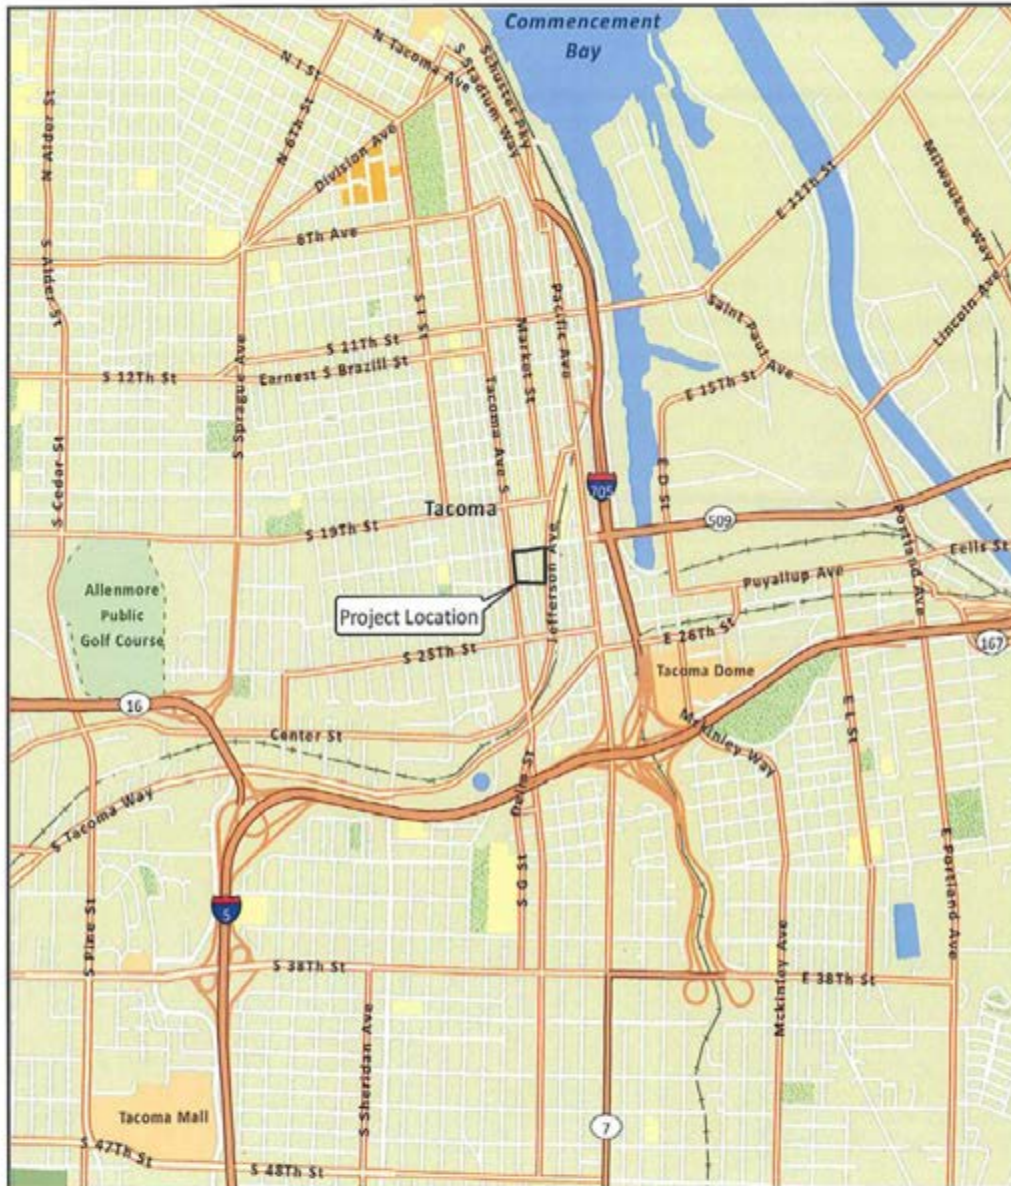 Commencement
Bay
N Tacoma Ave
S Stadium Way
Schuster Pky
N I St
N 6Th St
N Alder St
Division Ave
E 11Th St
Milwaukee Way
6Th Ave
S Alder St
S I St
Pacific Ave
Lincoln Ave
Saint Paul Ave
S 11Th St
Market St
S 12Th St
Earnest S Brazill St
S Sprague Ave
Tacoma Ave S
E 15Th St
S Cedar St
E D St
705
Tacoma
509
S 19Th St
Portland Ave
Jefferson Ave
Eells St
Puyallup Ave
Allenmore
Public
Golf Course
Project Location
E 26Th St
167
S 25Th St
Tacoma Dome
16
Center St
McKinley Way
E L St
Delin St
S Tacoma Way
S G St
E Portland Ave
5
S Pine St
S 38Th St
E 38Th St
Mckinley Ave
S Sheridan Ave
Tacoma Mall
7
S 47Th St
S 48Th St